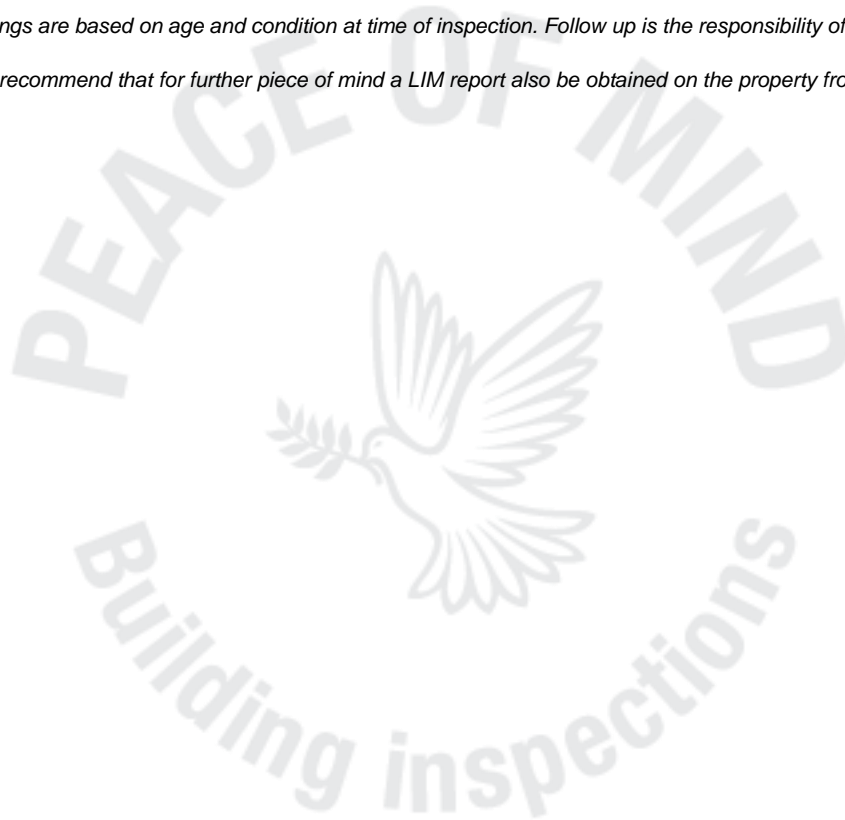 ngs are based on age and condition at time of inspection. Follow up is the responsibility of
recommend that for further piece of mind a LIM report also be obtained on the property fro
PEACE OF MIND
Building inspections